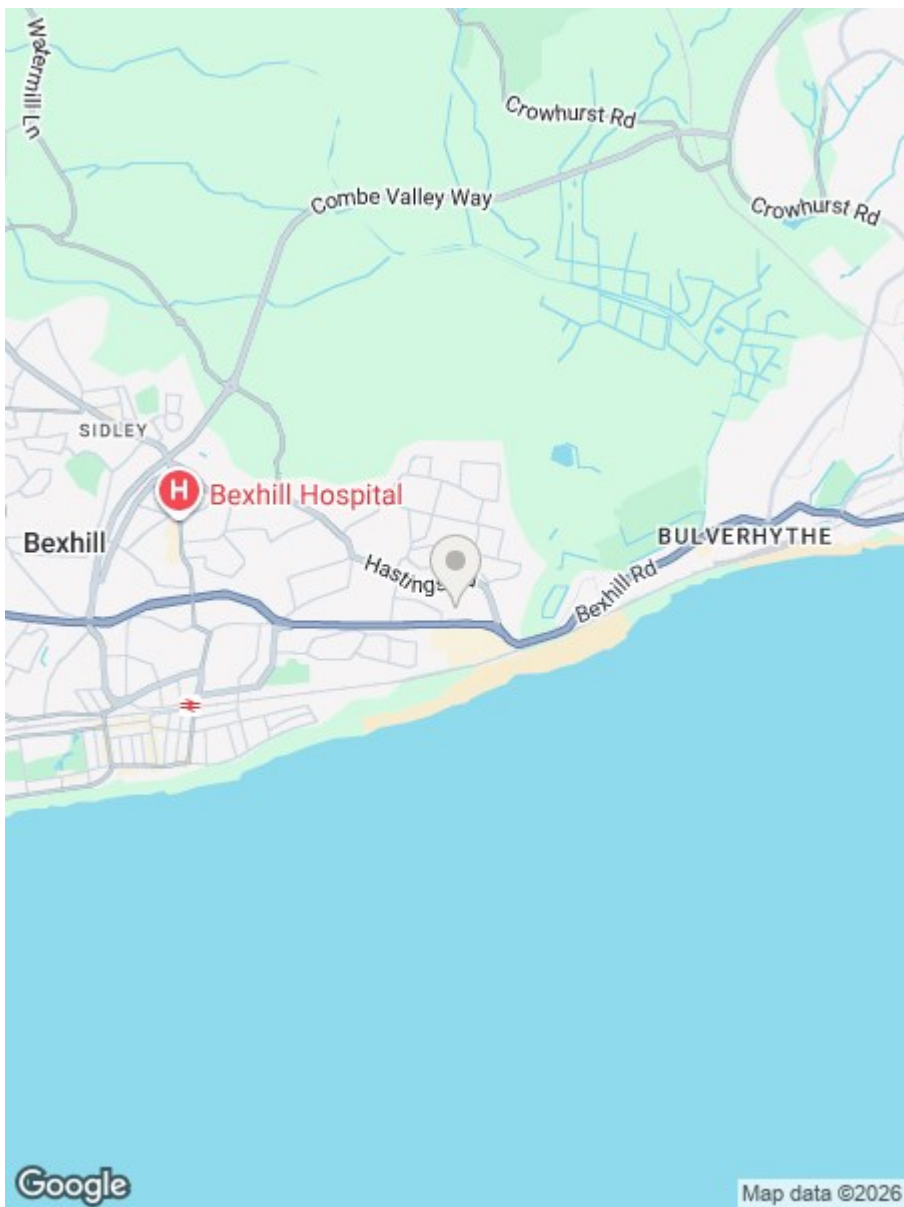 Watermill Ln
Crowhurst Rd
Combe Valley Way
Crowhurst Rd
SIDLEY
H
Bexhill Hospital
Bexhill
BULVERHYTHE
Hastings
Bexhill Rd
Google
Map data ©2026